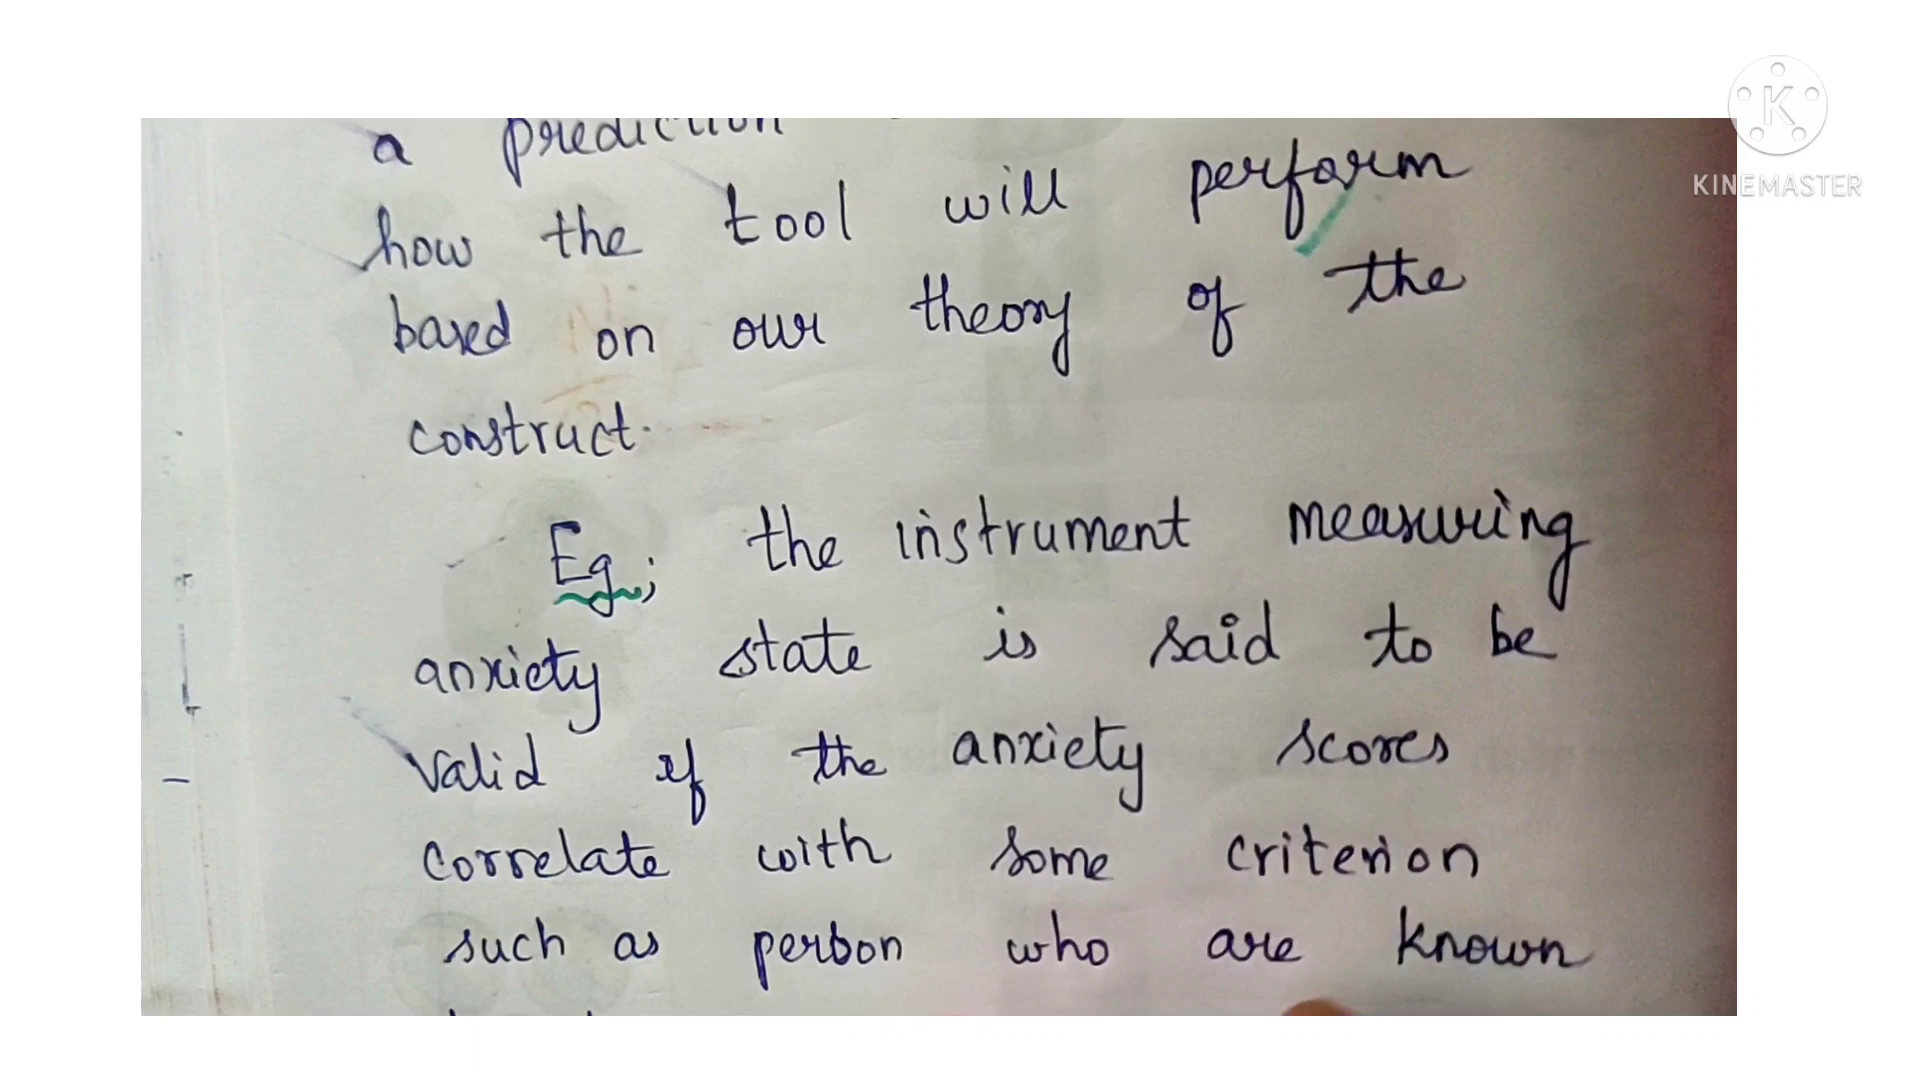 a prediction
how the tool will perform
based on our theory of the
construct.
Eg; the instrument measuring
anxiety state is said to be
valid if the anxiety scores
correlate with some criterion
such as person who are known
K
KINEMASTER